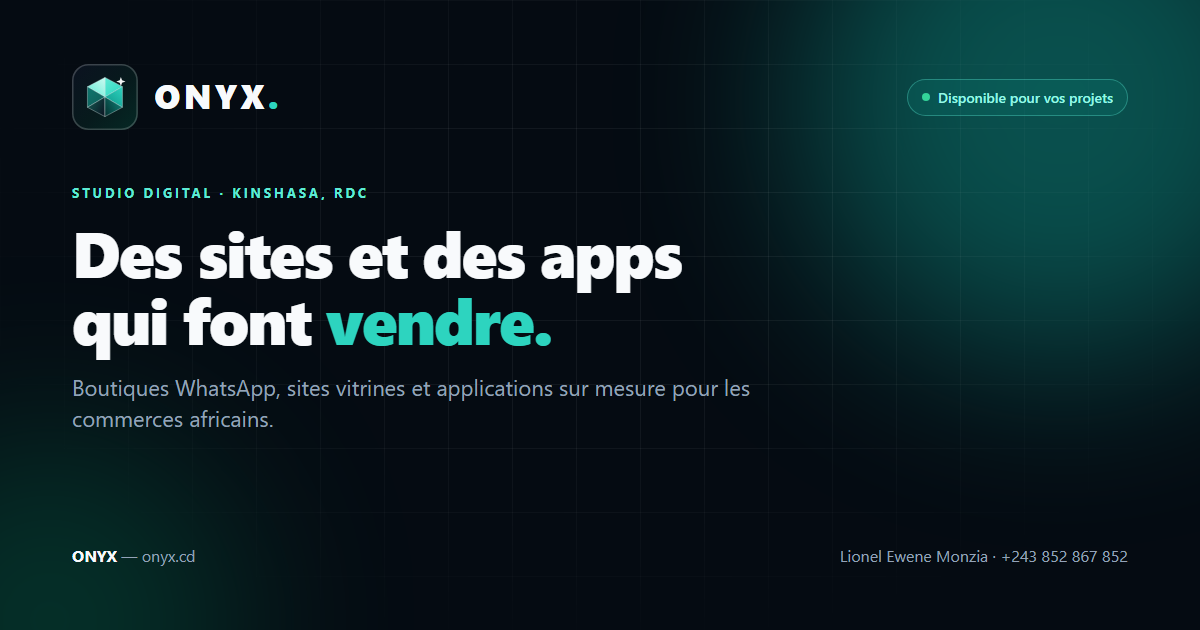 ONYX.
Disponible pour vos projets
STUDIO DIGITAL · KINSHASA, RDC
Des sites et des apps
qui font vendre.
Boutiques WhatsApp, sites vitrines et applications sur mesure pour les
commerces africains.
ONYX — onyx.cd
Lionel Ewene Monzia · +243 852 867 852